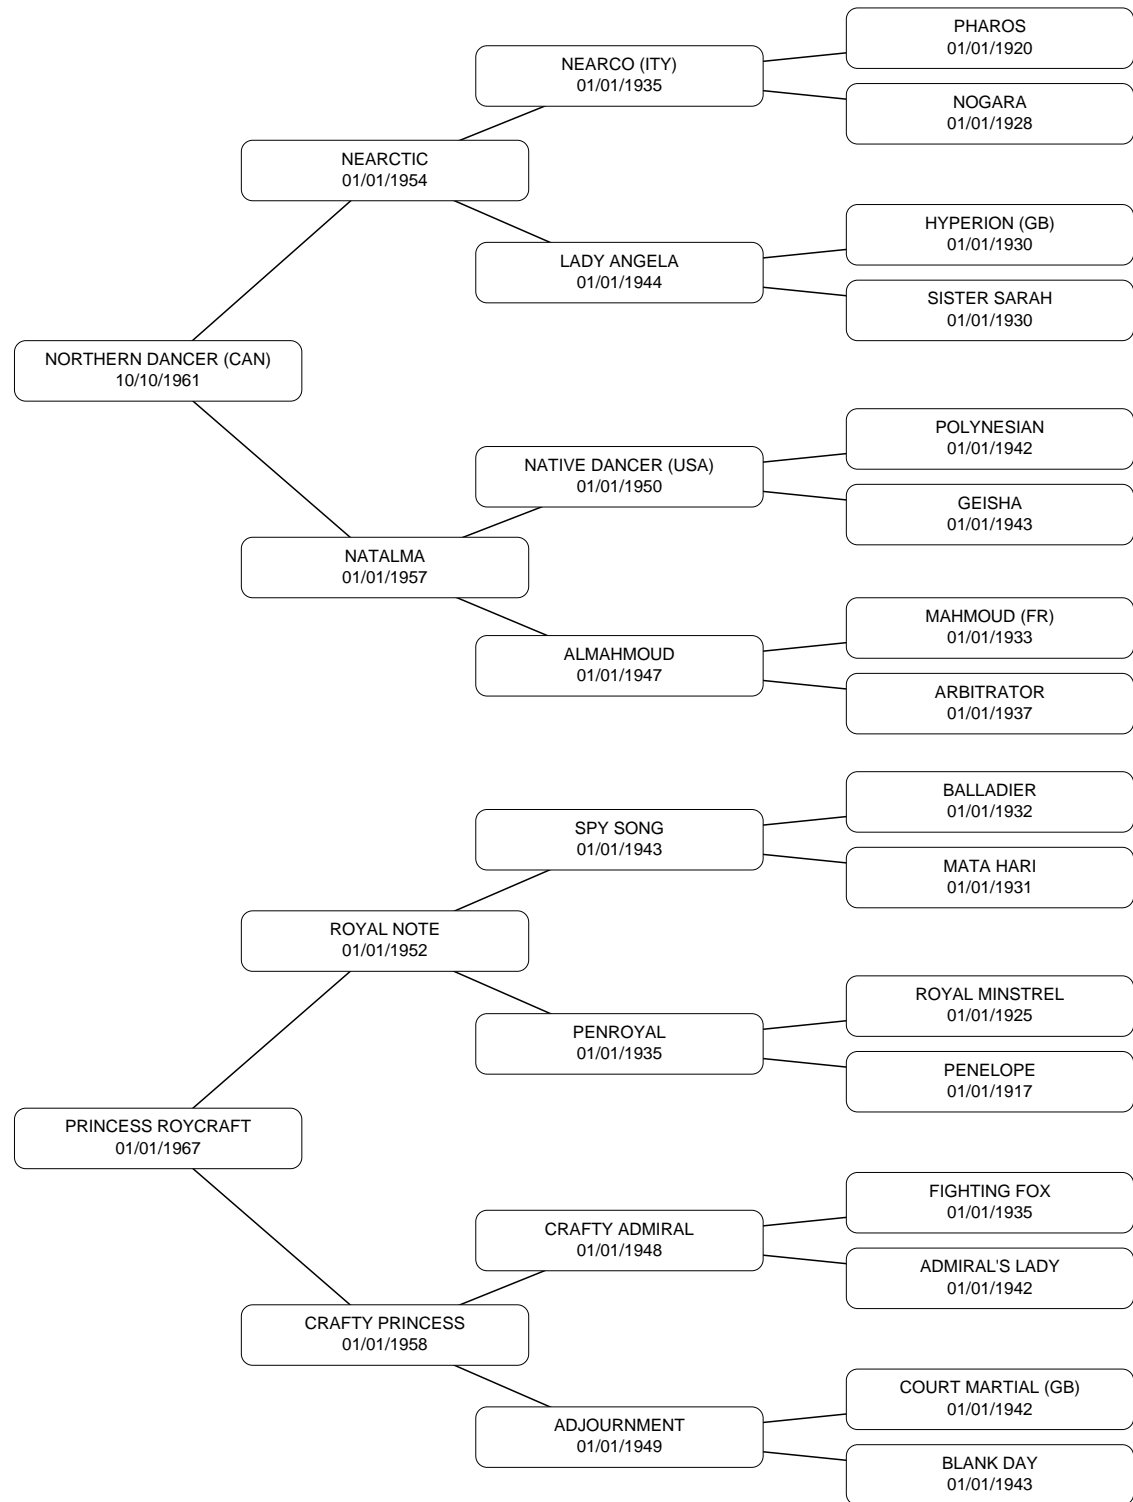 PHAROS
01/01/1920
NEARCO (ITY)
01/01/1935
NOGARA
01/01/1928
NEARCTIC
01/01/1954
HYPERION (GB)
01/01/1930
LADY ANGELA
01/01/1944
SISTER SARAH
01/01/1930
NORTHERN DANCER (CAN)
10/10/1961
POLYNESIAN
01/01/1942
NATIVE DANCER (USA)
01/01/1950
GEISHA
01/01/1943
NATALMA
01/01/1957
MAHMOUD (FR)
01/01/1933
ALMAHMOUD
01/01/1947
ARBITRATOR
01/01/1937
BALLADIER
01/01/1932
SPY SONG
01/01/1943
MATA HARI
01/01/1931
ROYAL NOTE
01/01/1952
ROYAL MINSTREL
01/01/1925
PENROYAL
01/01/1935
PENELOPE
01/01/1917
PRINCESS ROYCRAFT
01/01/1967
FIGHTING FOX
01/01/1935
CRAFTY ADMIRAL
01/01/1948
ADMIRAL'S LADY
01/01/1942
CRAFTY PRINCESS
01/01/1958
COURT MARTIAL (GB)
01/01/1942
ADJOURNMENT
01/01/1949
BLANK DAY
01/01/1943